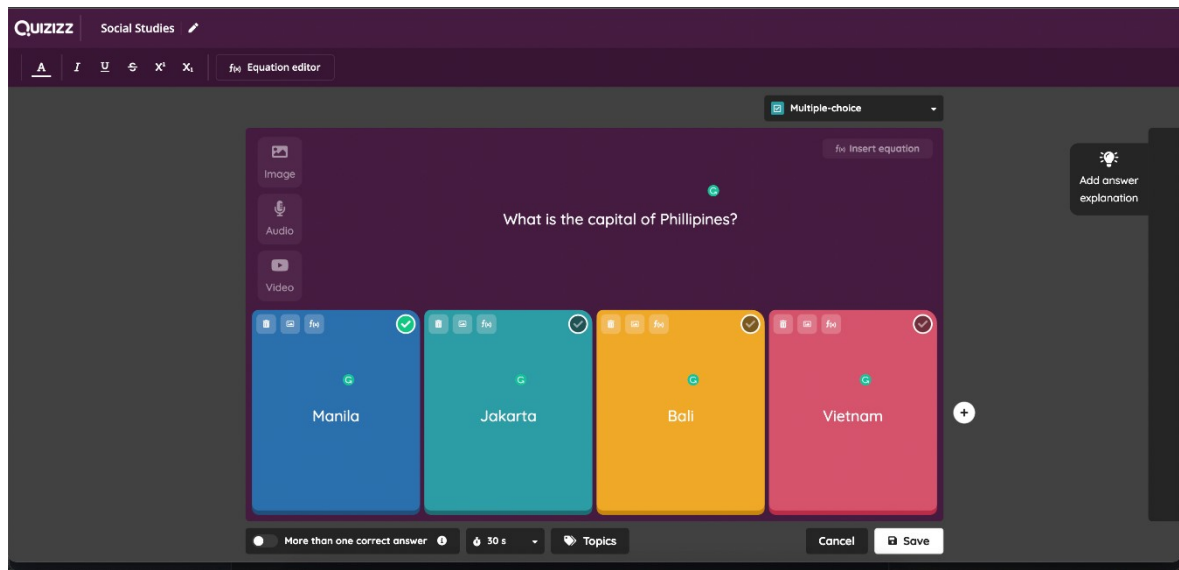 QUIZIZZ Social Studies
A I U S X² X₁ f(x) Equation editor
Multiple-choice
Image
f(x) Insert equation
Audio
What is the capital of Phillipines?
Video
Add answer
explanation
f(x) f(x) f(x) f(x)
Manila Jakarta Bali Vietnam
More than one correct answer 30 s Topics Cancel Save